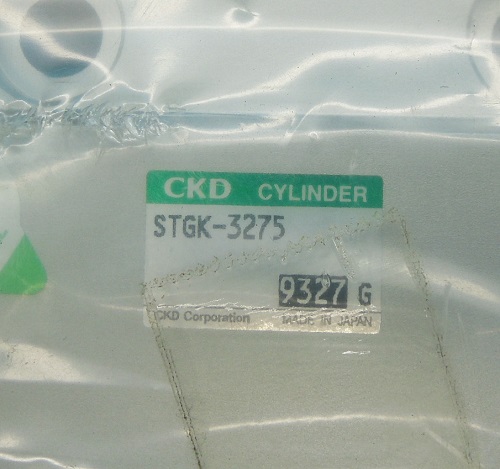 CKD CYLINDER
STGK-3275
9327 G
CKD Corporation MADE IN JAPAN